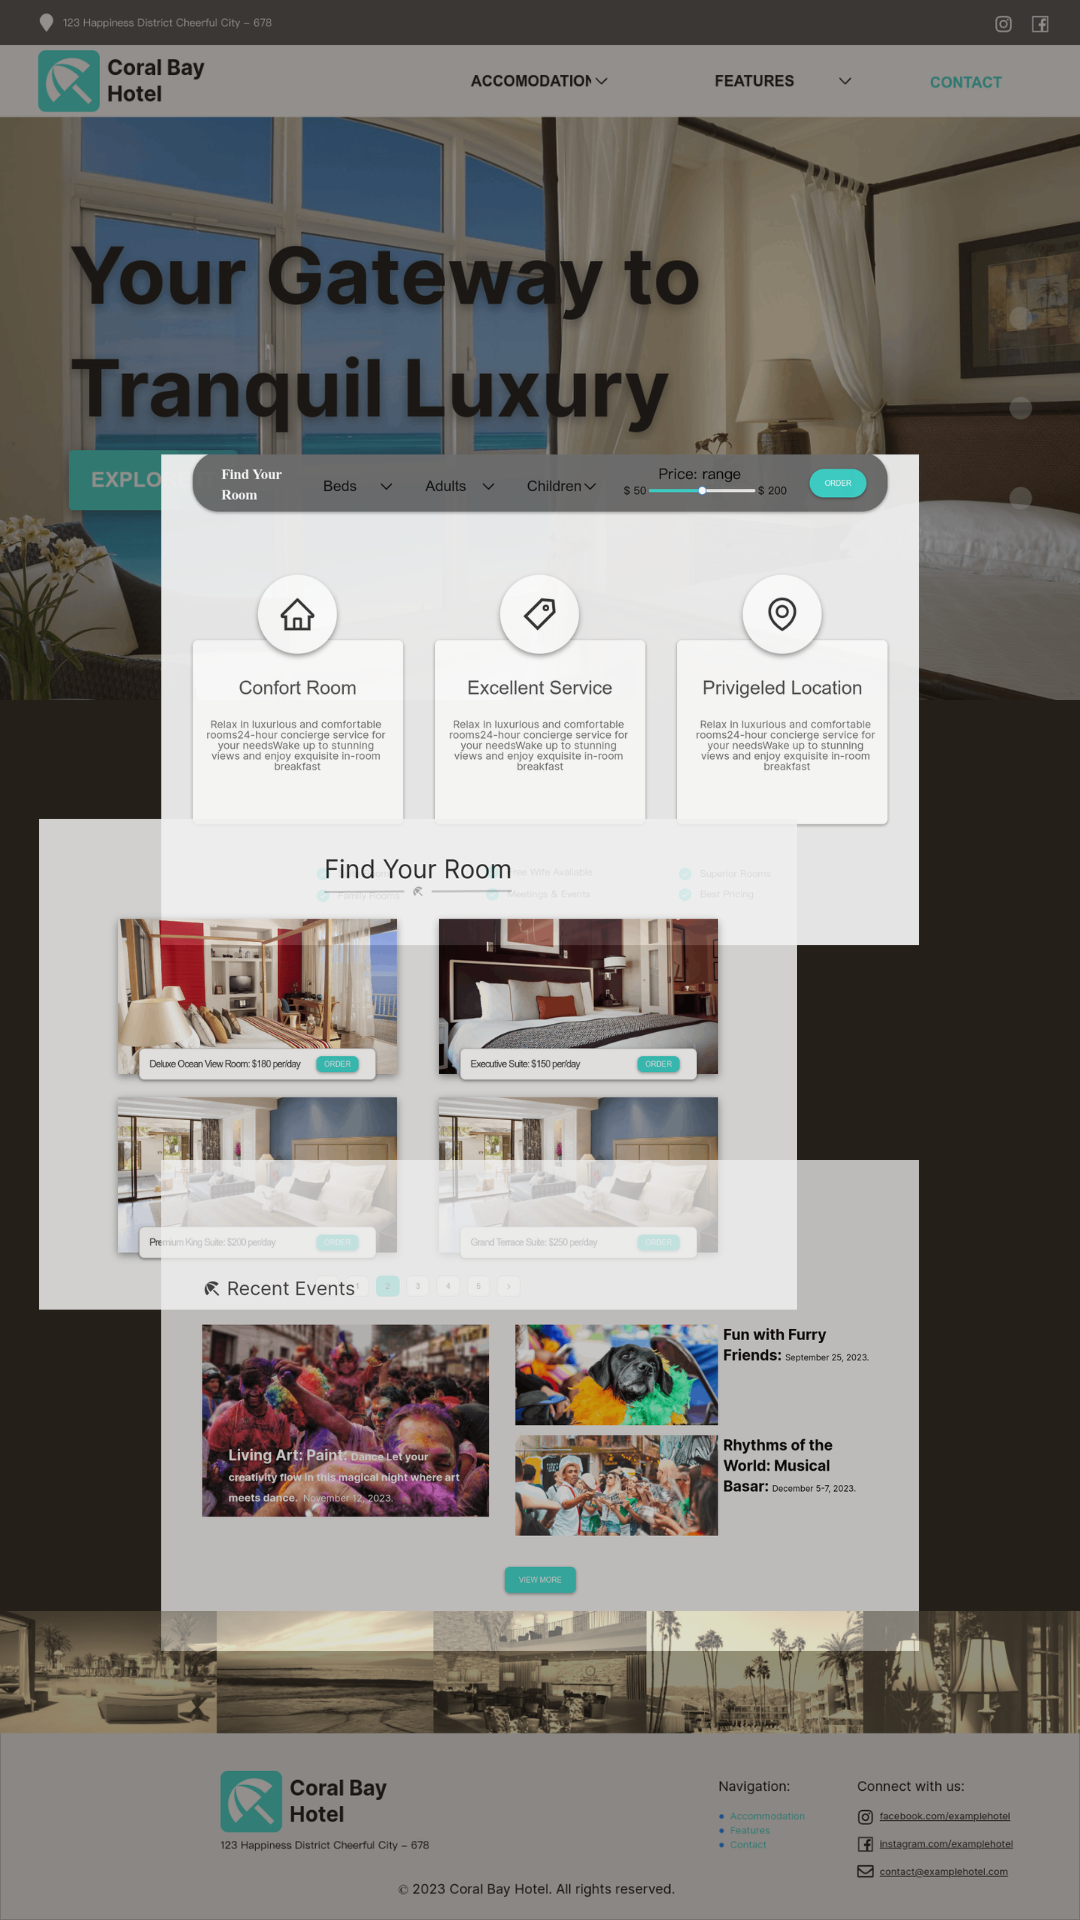 123 Happiness District Cheerful City – 678
Coral Bay
Hotel
ACCOMODATION
FEATURES
CONTACT
Your Gateway to
Tranquil Luxury
EXPLO
Find Your
Room
Beds
Adults
Children
Price: range
$ 50
$ 200
ORDER
Confort Room
Relax in luxurious and comfortable
rooms24-hour concierge service for
your needsWake up to stunning
views and enjoy exquisite in-room
breakfast
Excellent Service
Relax in luxurious and comfortable
rooms24-hour concierge service for
your needsWake up to stunning
views and enjoy exquisite in-room
breakfast
Privigeled Location
Relax in luxurious and comfortable
rooms24-hour concierge service for
your needsWake up to stunning
views and enjoy exquisite in-room
breakfast
Find Your Room
Available
Superior Rooms
Family Rooms
Meetings & Events
Best Pricing
Deluxe Ocean View Room: $180 per/day
ORDER
Executive Suite: $150 per/day
ORDER
Premium King Suite: $200 per/day
ORDER
Grand Terrace Suite: $250 per/day
ORDER
Recent Events
1
2
3
4
5
>
Living Art: Paint: Dance Let your
creativity flow in this magical night where art
meets dance. November 12, 2023.
Fun with Furry
Friends: September 25, 2023.
Rhythms of the
World: Musical
Basar: December 5-7, 2023.
VIEW MORE
Coral Bay
Hotel
123 Happiness District Cheerful City – 678
Navigation:
Accommodation
Features
Contact
Connect with us:
facebook.com/examplehotel
instagram.com/examplehotel
contact@examplehotel.com
© 2023 Coral Bay Hotel. All rights reserved.